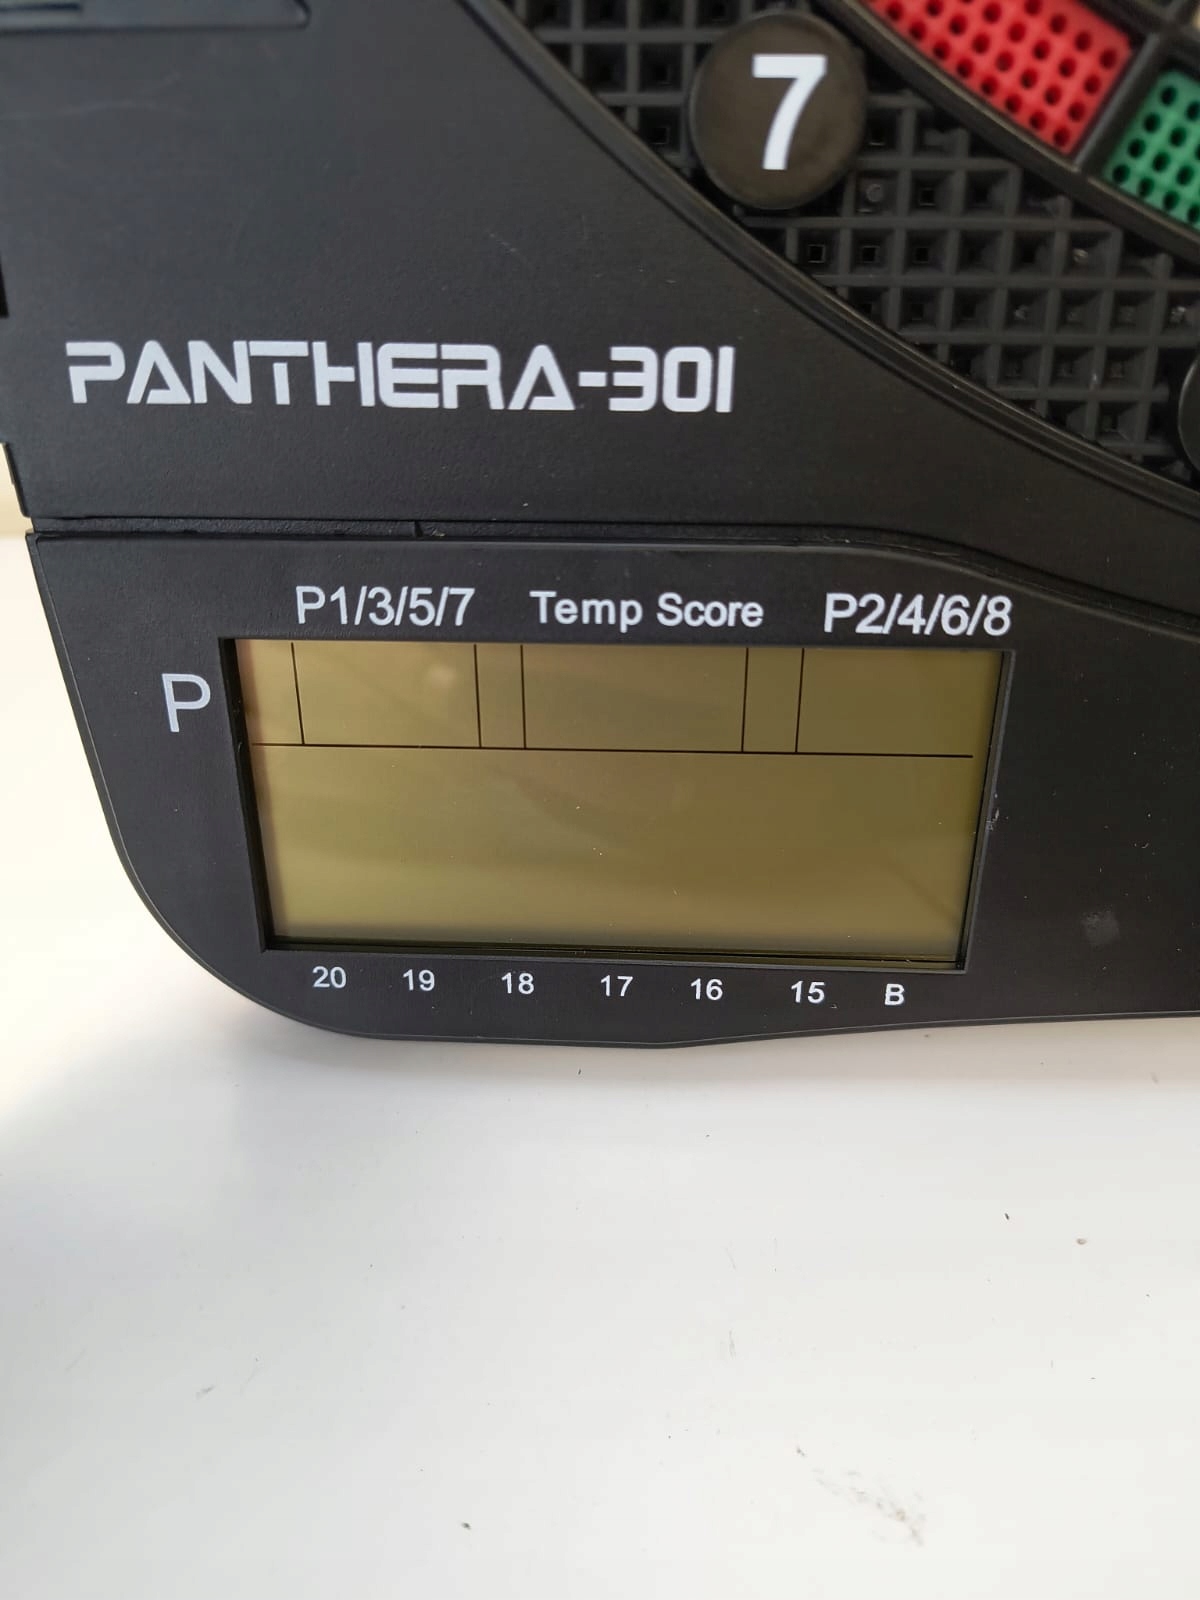 7
PANTHERA-301
P1/3/5/7 Temp Score P2/4/6/8
P
20 19 18 17 16 15 B